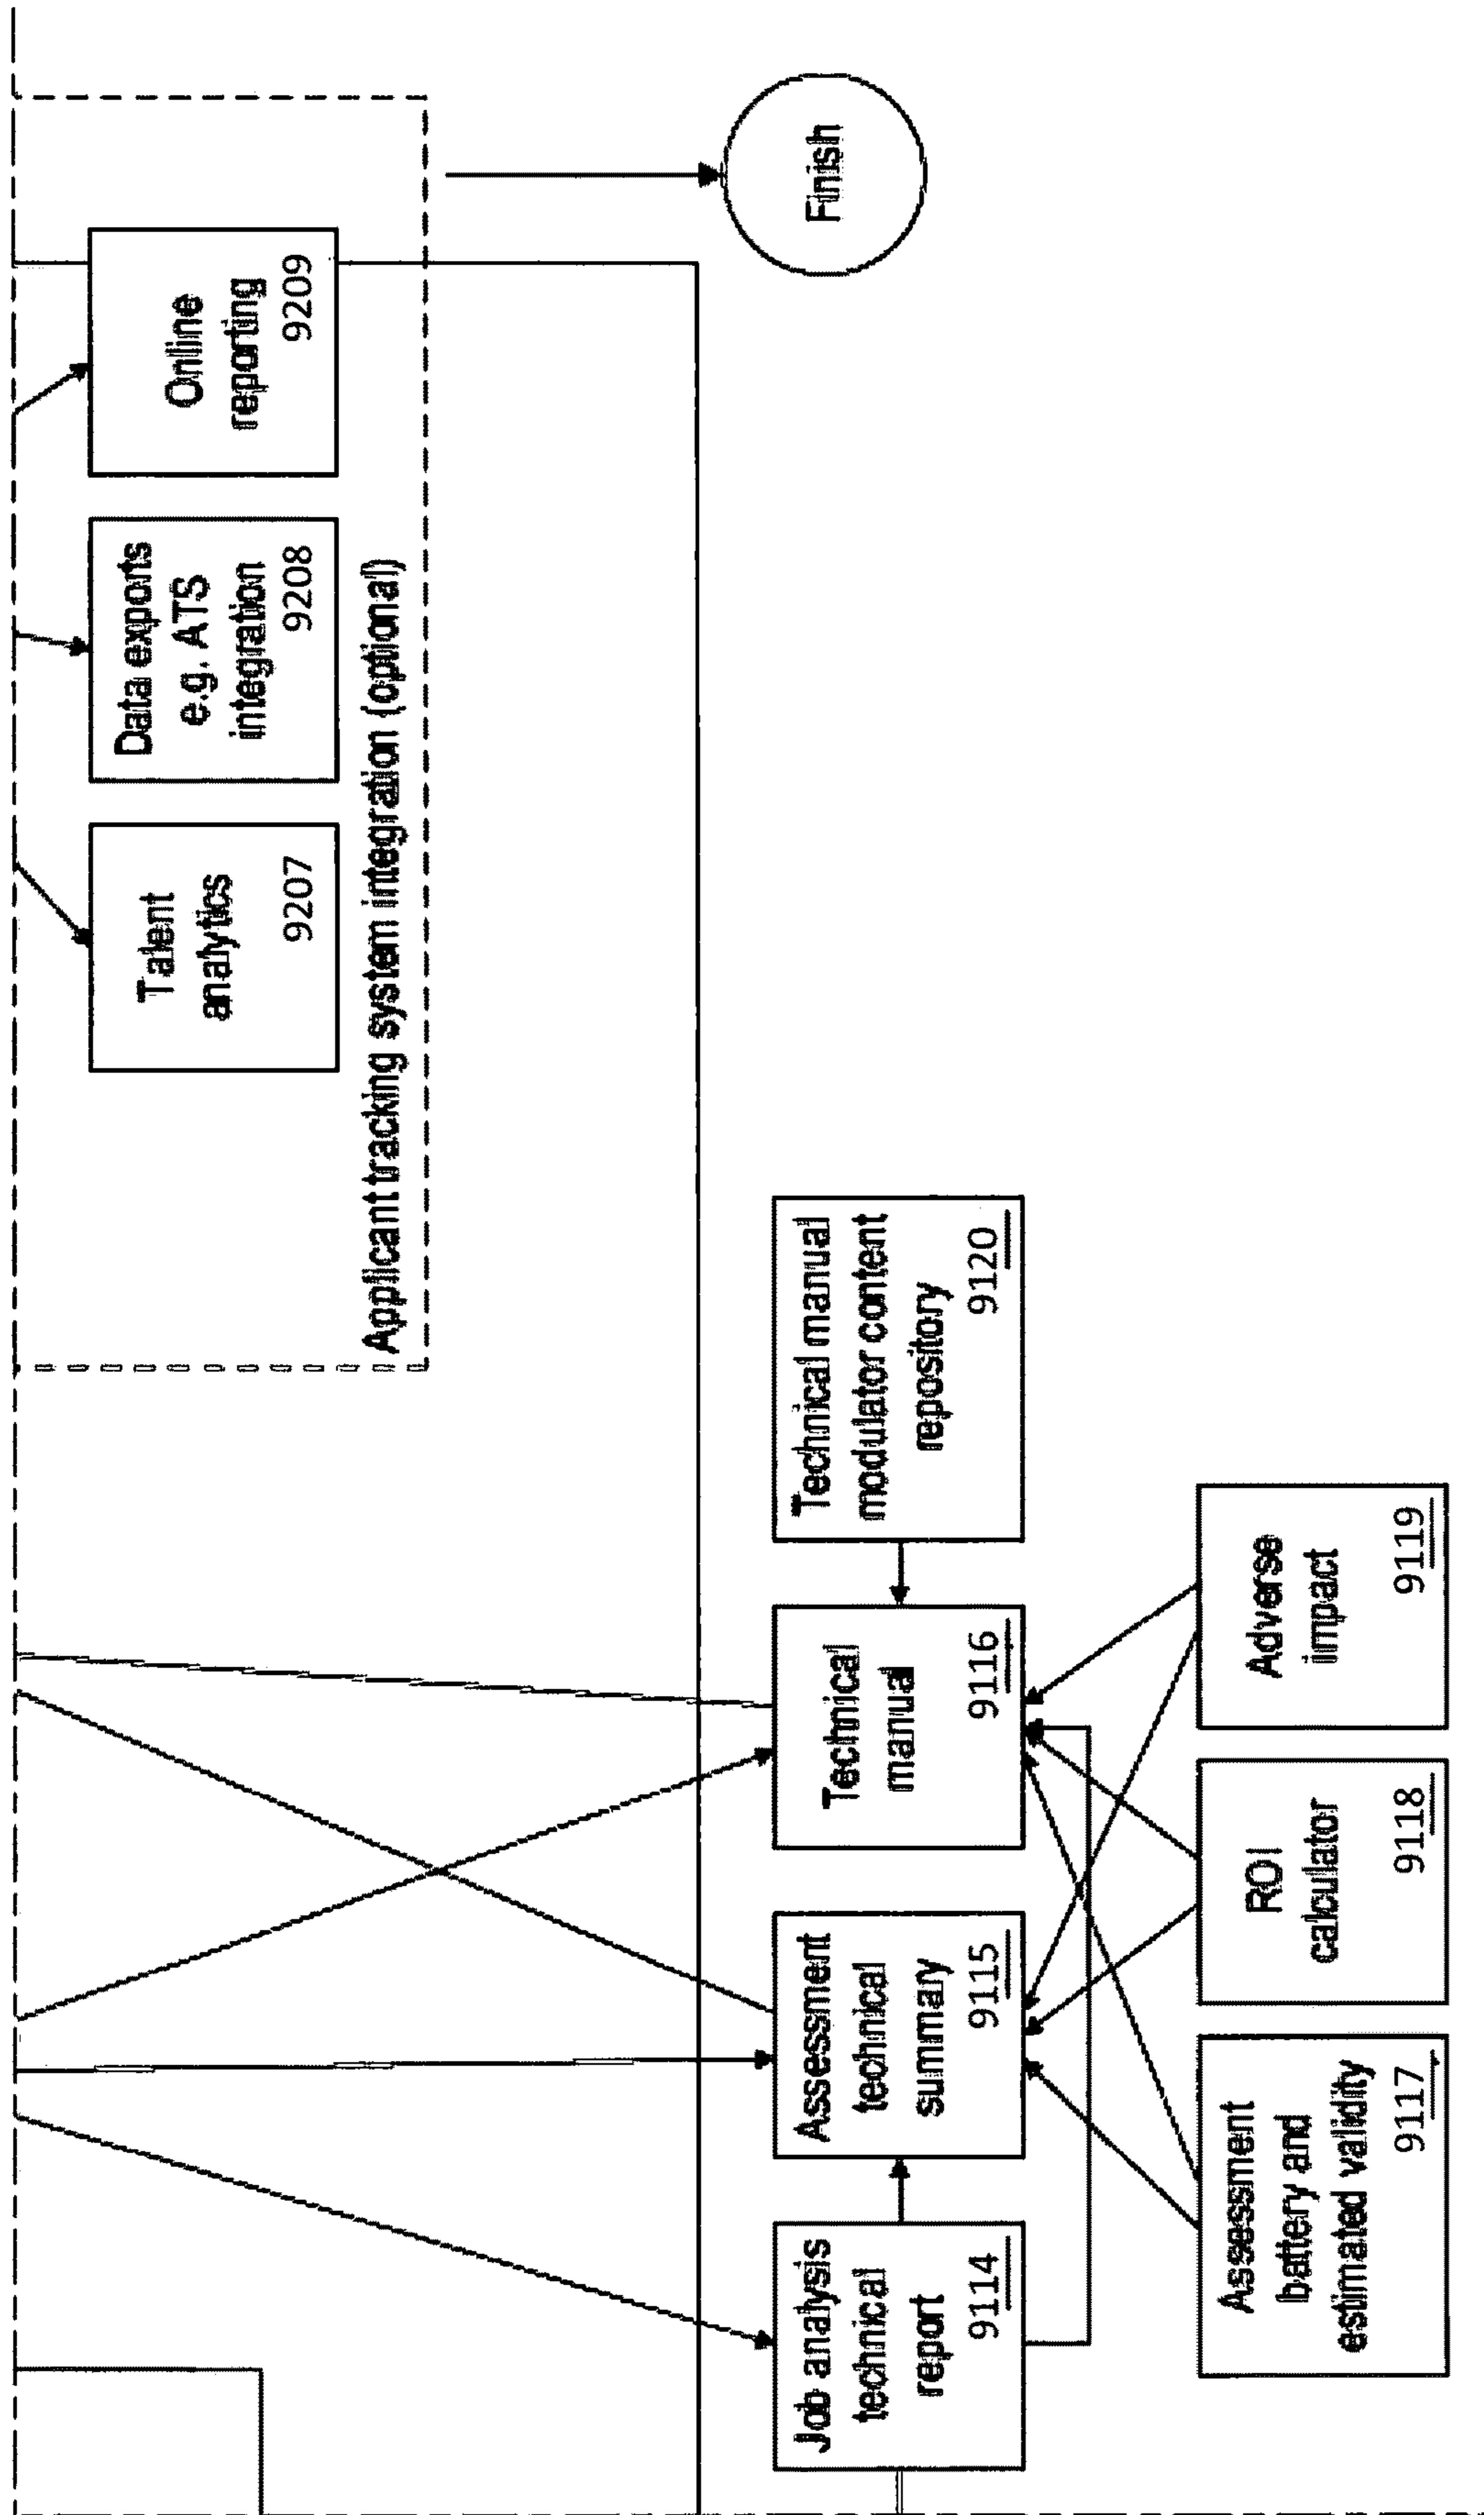 Talent
analytics
9207
Data exports
e.g. ATS
integration
9208
Online
reporting
9209
Applicant tracking system integration (optional)
Finish
Job analysis
technical
report
9114
Assessment
technical
summary
9115
Technical
manual
9116
Technical manual
modulator content
repository
9120
Assessment
battery and
estimated validity
9117
ROI
calculator
9118
Adverse
impact
9119